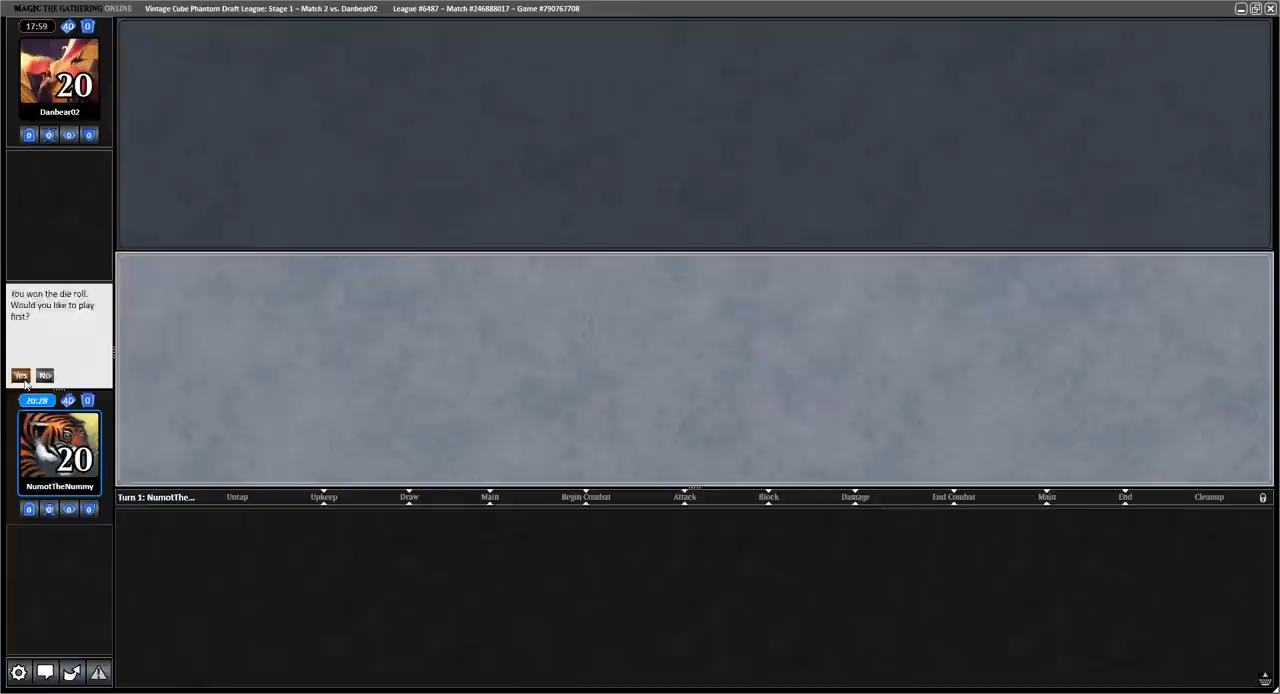 MAGIC THE GATHERING ONLINE Vintage Cube Phantom Draft League: Stage 1 - Match 2 vs. Danbear02 League #6487 - Match #246888017 - Game #790767708
17:59 40 0
20
Danbear02
0 0 0 0
You won the die roll.
Would you like to play
first?
Yes No
20:28 40 0
20
NumotTheNummy
0 0 0 0
Turn 1: NumotThe... Untap Upkeep Draw Main Begin Combat Attack Block Damage End Combat Main End Cleanup